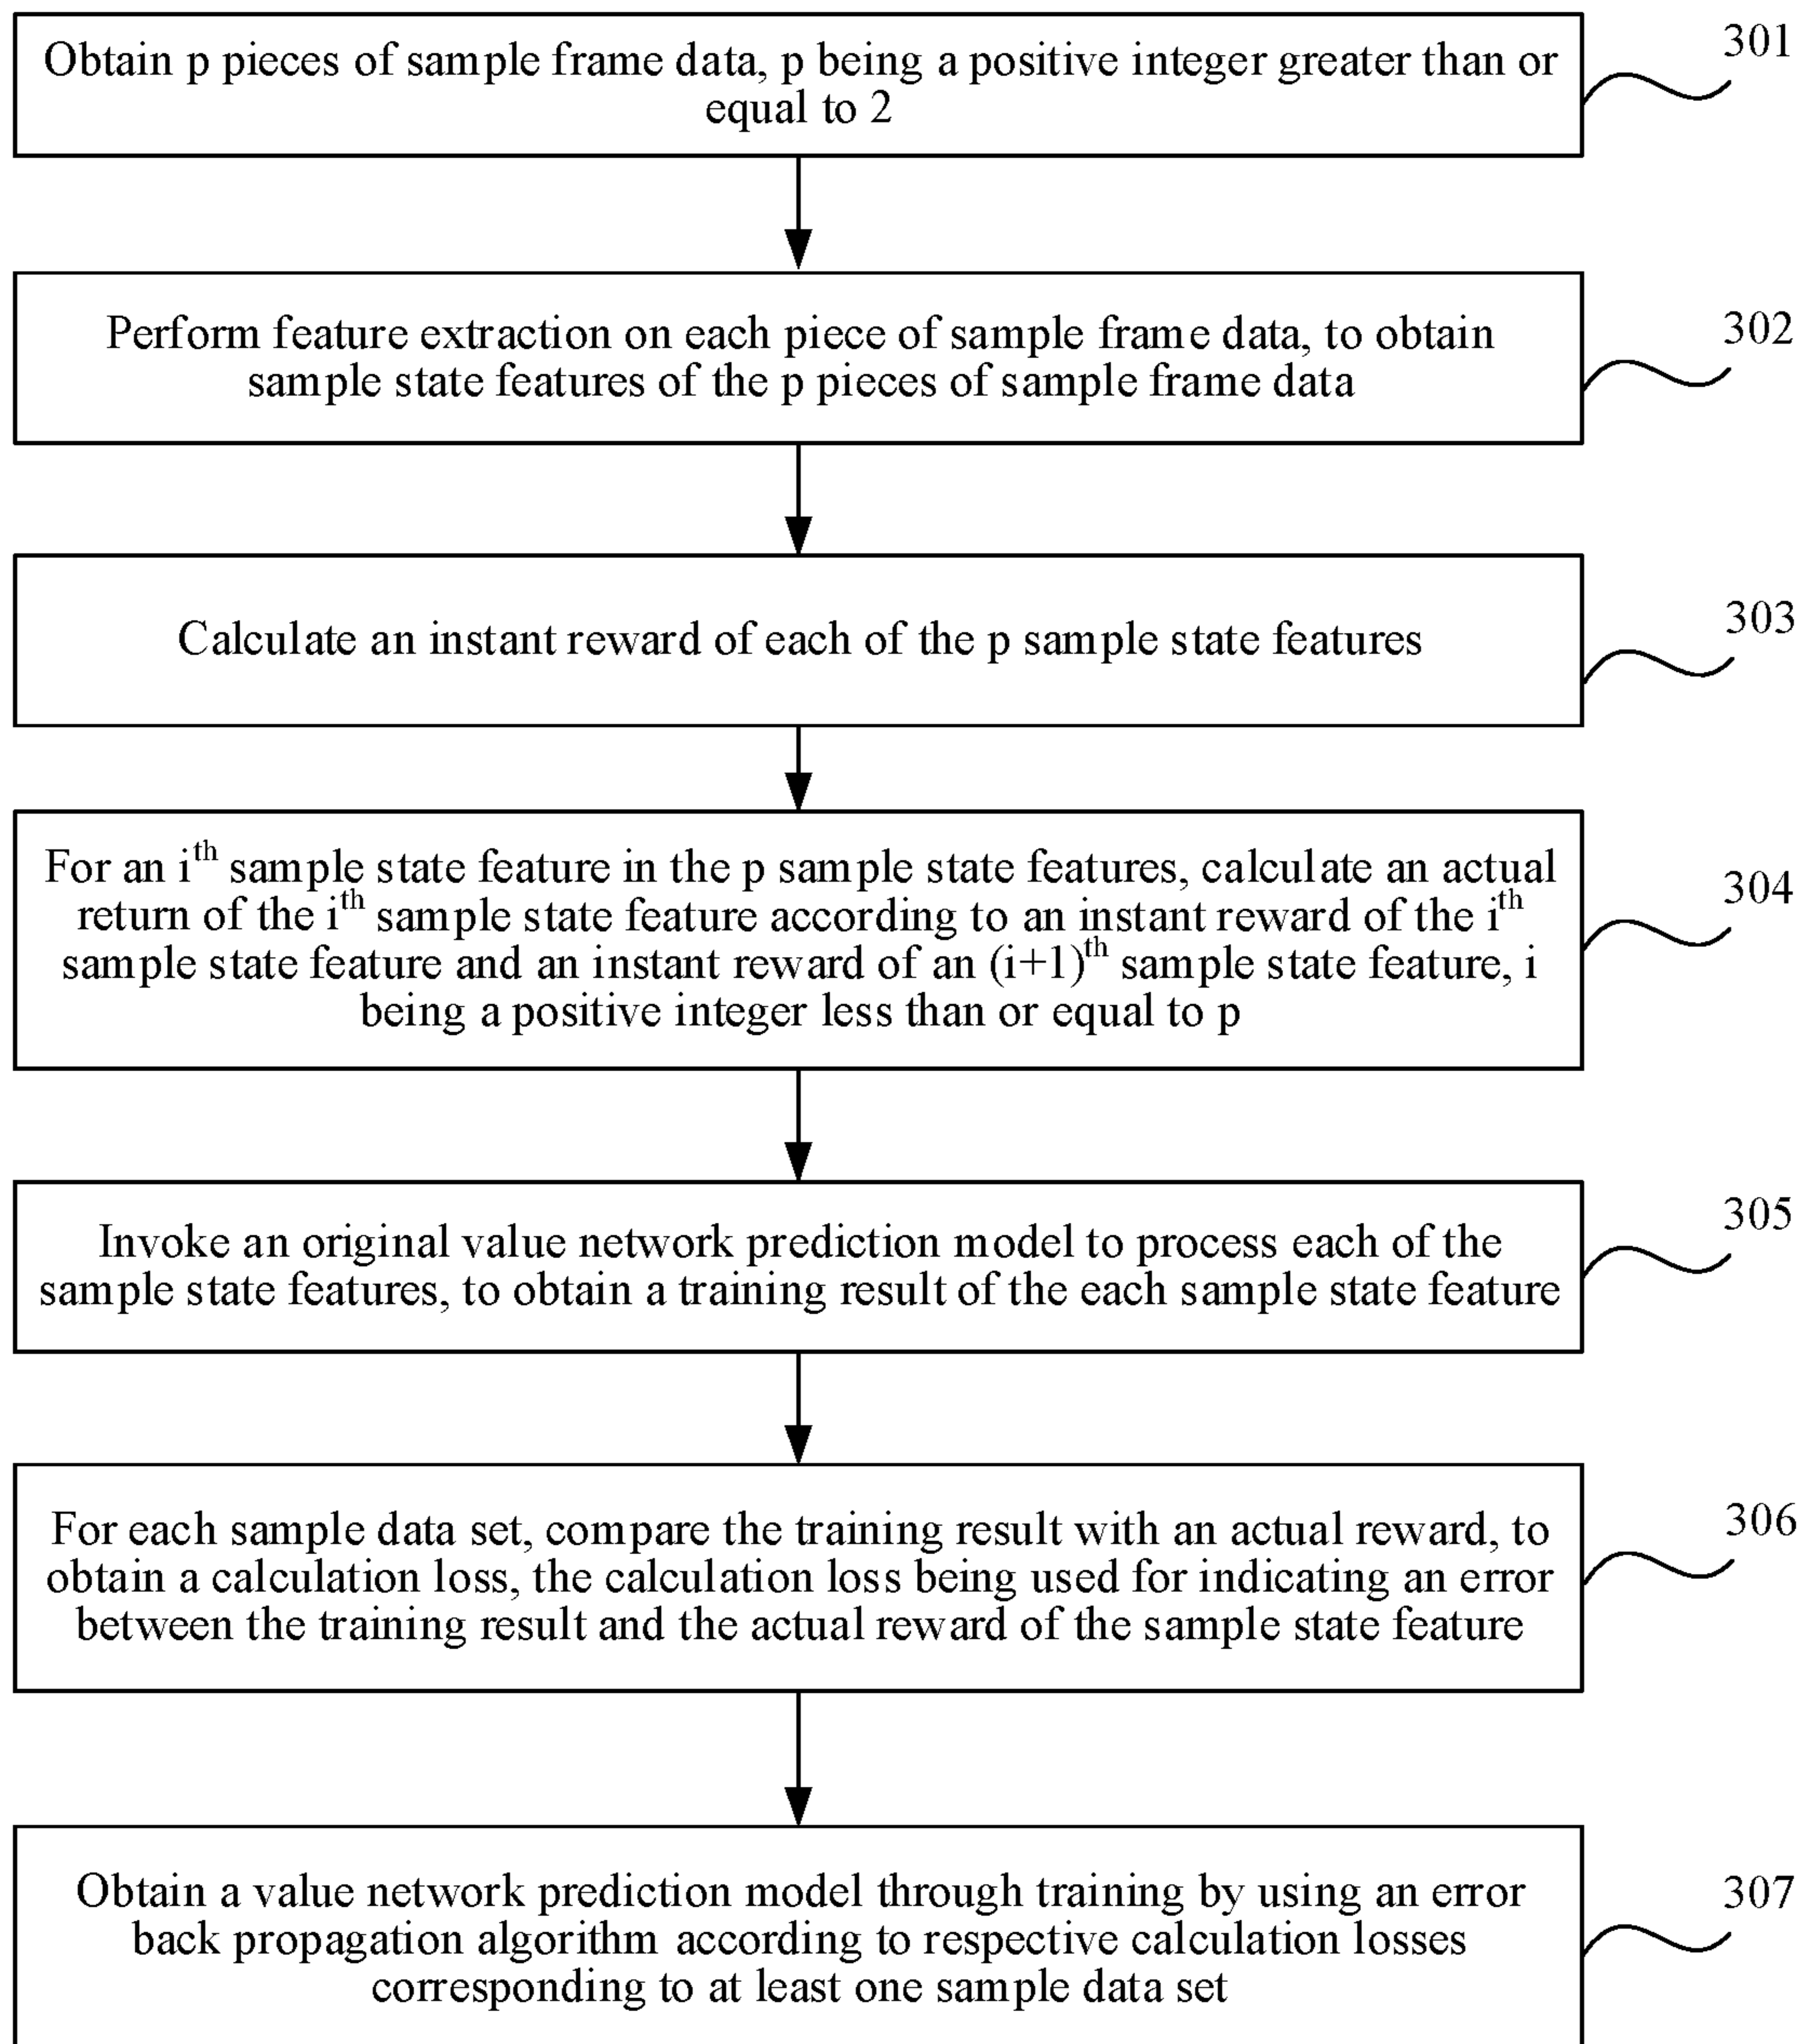 Obtain p pieces of sample frame data, p being a positive integer greater than or
equal to 2
301
Perform feature extraction on each piece of sample frame data, to obtain
sample state features of the p pieces of sample frame data
302
Calculate an instant reward of each of the p sample state features
303
For an i^th sample state feature in the p sample state features, calculate an actual
return of the i^th sample state feature according to an instant reward of the i^th
sample state feature and an instant reward of an (i+1)^th sample state feature, i
being a positive integer less than or equal to p
304
Invoke an original value network prediction model to process each of the
sample state features, to obtain a training result of the each sample state feature
305
For each sample data set, compare the training result with an actual reward, to
obtain a calculation loss, the calculation loss being used for indicating an error
between the training result and the actual reward of the sample state feature
306
Obtain a value network prediction model through training by using an error
back propagation algorithm according to respective calculation losses
corresponding to at least one sample data set
307